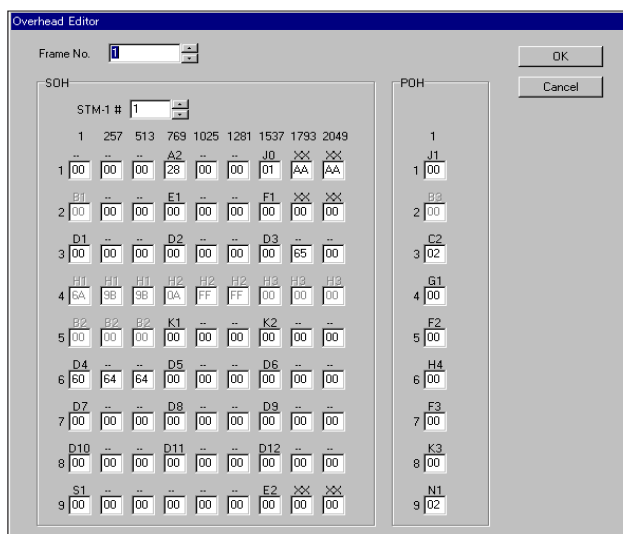 Overhead Editor
Frame No. 1 OK
SOH POH Cancel
STM-1 # 1
1 257 513 769 1025 1281 1537 1793 2049 1
-- -- -- A2 -- -- J0 XX XX J1
1 00 00 00 28 00 00 01 AA AA 1 00
B1 -- -- E1 -- -- F1 XX XX B3
2 00 00 00 00 00 00 00 00 00 2 00
D1 -- -- D2 -- -- D3 -- -- C2
3 00 00 00 00 00 00 00 65 00 3 02
H1 H1 H1 H2 H2 H2 H3 H3 H3 G1
4 6A 9B 9B 0A FF FF 00 00 00 4 00
B2 B2 B2 K1 -- -- K2 -- -- F2
5 00 00 00 00 00 00 00 00 00 5 00
D4 -- -- D5 -- -- D6 -- -- H4
6 60 64 64 00 00 00 00 00 00 6 00
D7 -- -- D8 -- -- D9 -- -- F3
7 00 00 00 00 00 00 00 00 00 7 00
D10 -- -- D11 -- -- D12 -- -- K3
8 00 00 00 00 00 00 00 00 00 8 00
S1 -- -- -- -- -- E2 XX XX N1
9 00 00 00 00 00 00 00 00 00 9 02